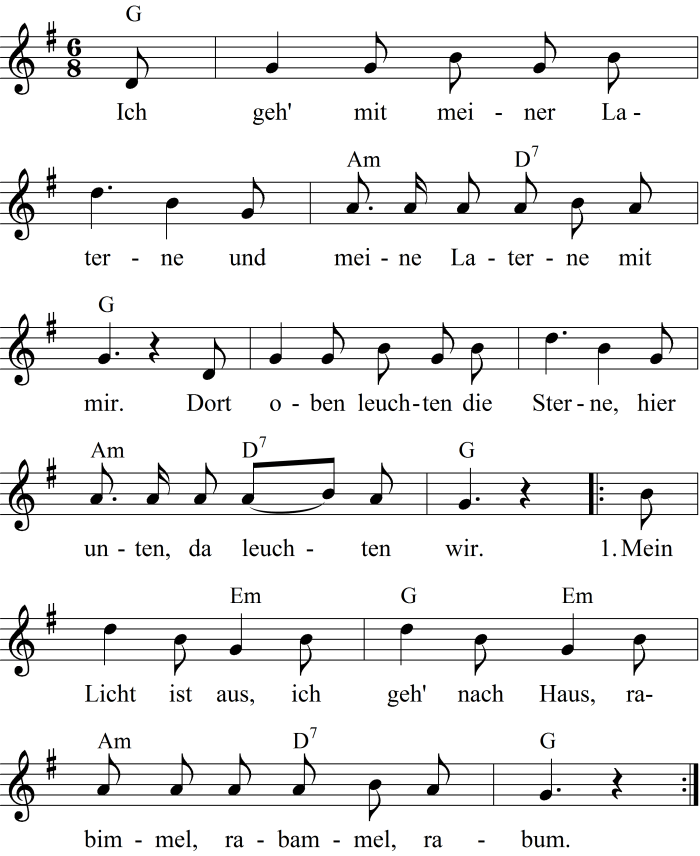 G
6
8
Ich geh' mit mei - ner La -
Am D7
ter - ne und mei - ne La - ter - ne mit
G
mir. Dort o - ben leuch - ten die Ster - ne, hier
Am D7 G
un - ten, da leuch - ten wir. 1. Mein
Em G Em
Licht ist aus, ich geh' nach Haus, ra-
Am D7 G
bim - mel, ra - bam - mel, ra - bum.